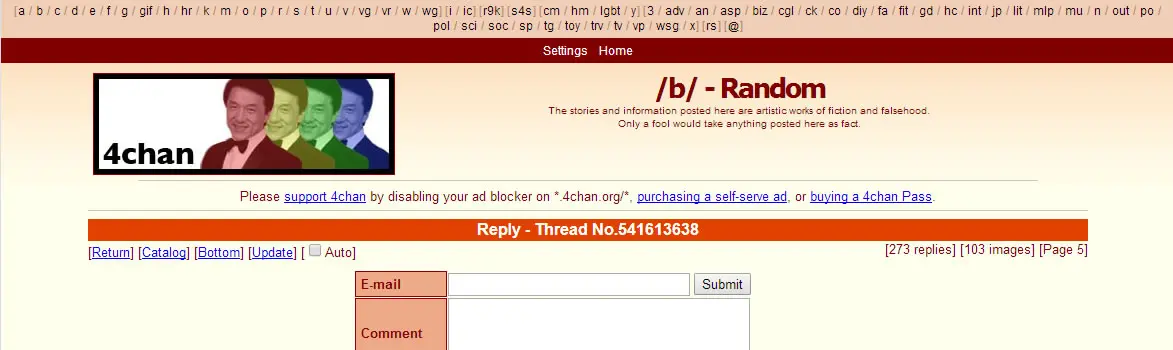 [a / b / c / d / e / f / g / gif / h / hr / k / m / o / p / r / s / t / u / v / vg / vr / w / wg] [i / ic] [r9k] [s4s] [cm / hm / lgbt / y] [3 / adv / an / asp / biz / cgl / ck / co / diy / fa / fit / gd / hc / int / jp / lit / mlp / mu / n / out / po /
pol / sci / soc / sp / tg / toy / trv / tv / vp / wsg / x] [rs] [@]
Settings Home
4chan
/b/ - Random
The stories and information posted here are artistic works of fiction and falsehood.
Only a fool would take anything posted here as fact.
Please support 4chan by disabling your ad blocker on *.4chan.org/*, purchasing a self-serve ad, or buying a 4chan Pass.
Reply - Thread No.541613638
[Return] [Catalog] [Bottom] [Update] [ Auto] [273 replies] [103 images] [Page 5]
E-mail Submit
Comment